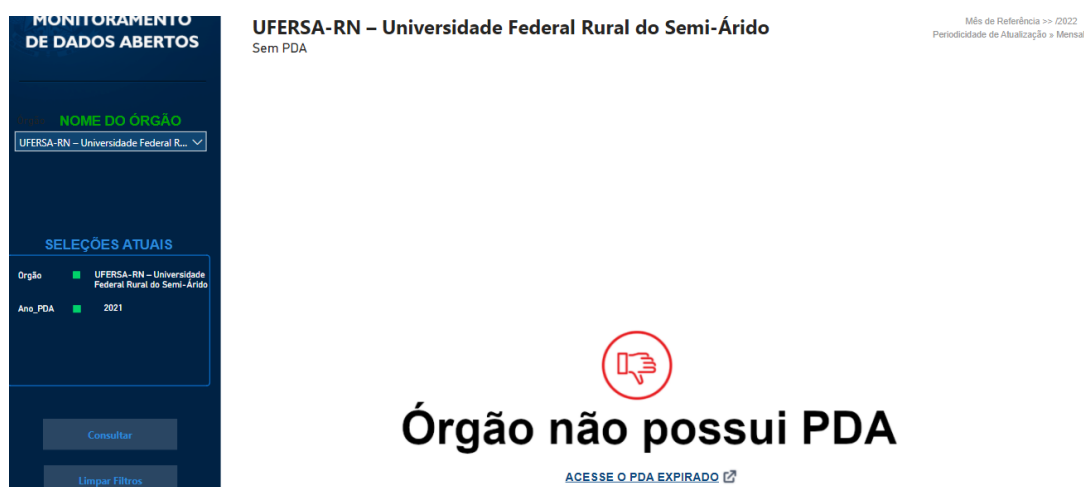 MONITORAMENTO
DE DADOS ABERTOS
NOME DO ÓRGÃO
UFERSA-RN – Universidade Federal R...
SELEÇÕES ATUAIS
Orgão
UFERSA-RN – Universidade
Federal Rural do Semi-Árido
Ano_PDA
2021
Consultar
Limpar Filtros
UFERSA-RN – Universidade Federal Rural do Semi-Árido
Sem PDA
Mês de Referência >> /2022
Periodicidade de Atualização » Mensal
Órgão não possui PDA
ACESSE O PDA EXPIRADO